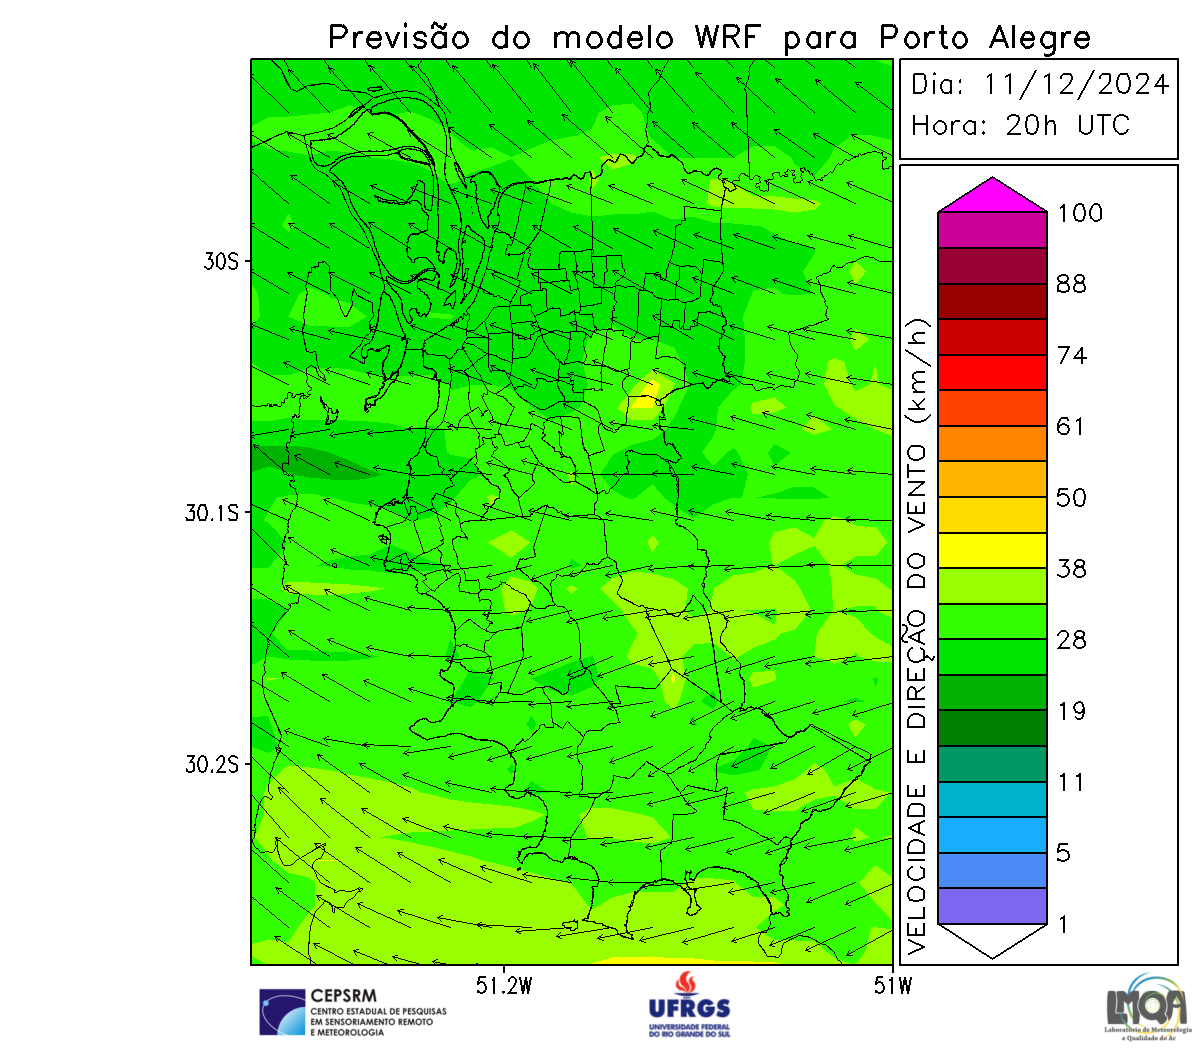 Previsão do modelo WRF para Porto Alegre
Dia: 11/12/2024
Hora: 20h UTC
30S
30.1S
30.2S
51.2W
51W
VELOCIDADE E DIREÇÃO DO VENTO (km/h)
100
88
74
61
50
38
28
19
11
5
1
CEPSRM
CENTRO ESTADUAL DE PESQUISAS
EM SENSORIAMENTO REMOTO
E METEOROLOGIA
UFRGS
UNIVERSIDADE FEDERAL
DO RIO GRANDE DO SUL
LMQA
Laboratório de Meteorologia
e Qualidade do Ar